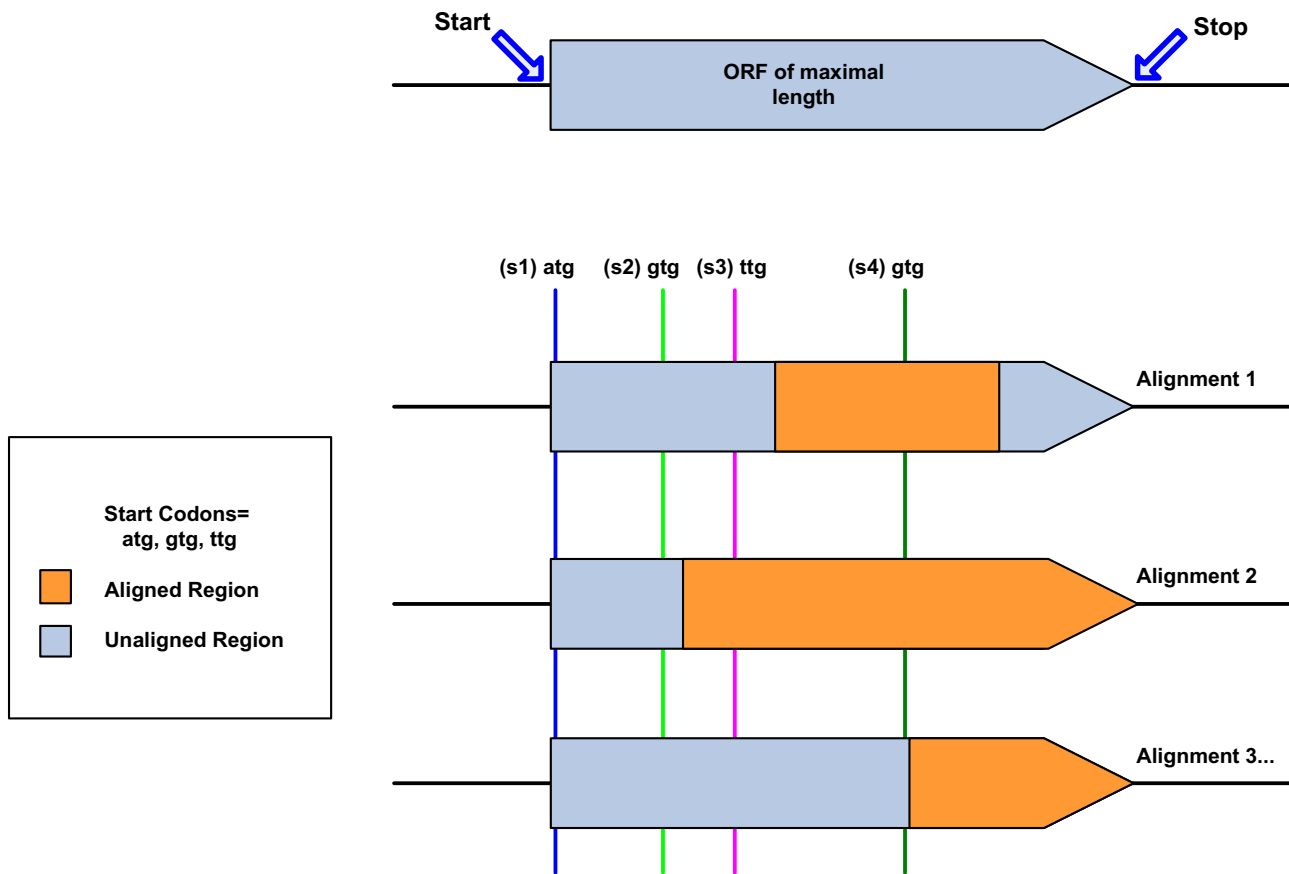 Start
Stop
ORF of maximal
length
(s1) atg
(s2) gtg
(s3) ttg
(s4) gtg
Alignment 1
Start Codons=
atg, gtg, ttg
Aligned Region
Unaligned Region
Alignment 2
Alignment 3...